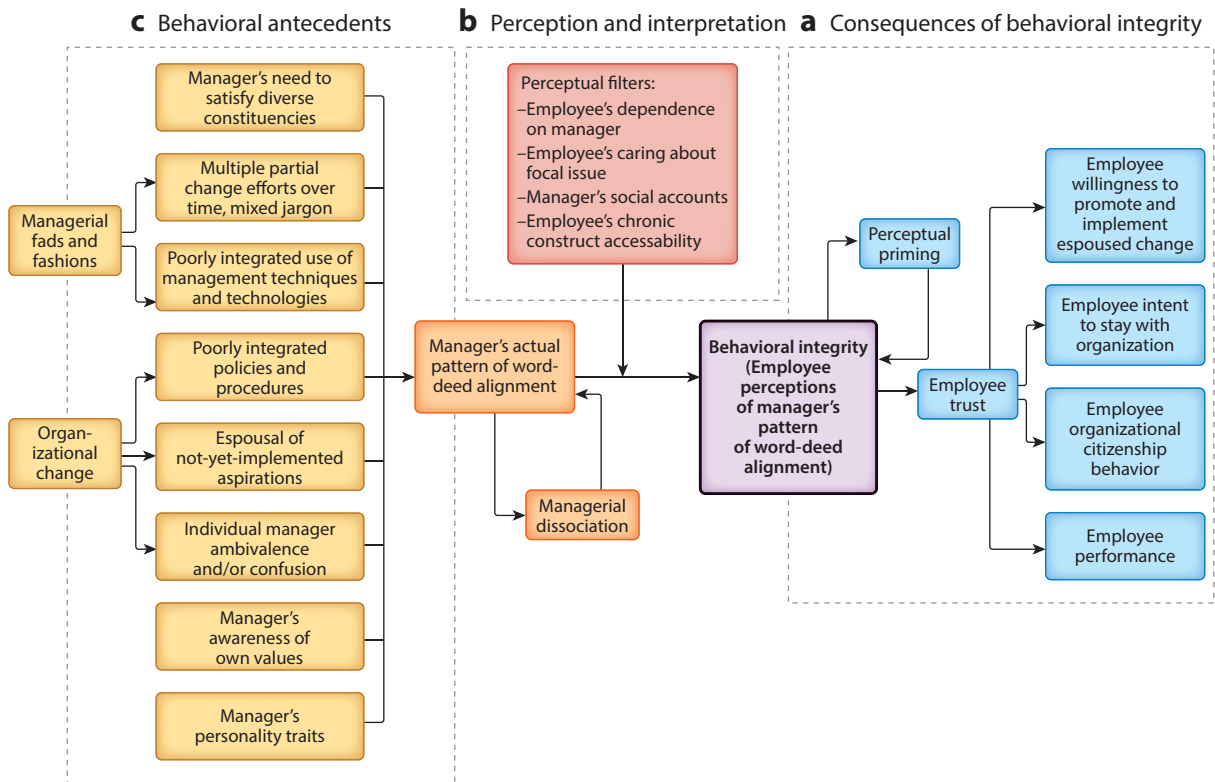 c Behavioral antecedents
b Perception and interpretation
a Consequences of behavioral integrity
Manager's need to
satisfy diverse
constituencies
Multiple partial
change efforts over
time, mixed jargon
Managerial
fads and
fashions
Poorly integrated use of
management techniques
and technologies
Poorly integrated
policies and
procedures
Organ-
izational
change
Espousal of
not-yet-implemented
aspirations
Individual manager
ambivalence
and/or confusion
Manager's
awareness of
own values
Manager's
personality traits
Manager's actual
pattern of word-
deed alignment
Managerial
dissociation
Perceptual filters:
–Employee's dependence
on manager
–Employee's caring about
focal issue
–Manager's social accounts
–Employee's chronic
construct accessability
Behavioral integrity
(Employee
perceptions
of manager's
pattern
of word-deed
alignment)
Perceptual
priming
Employee
trust
Employee
willingness to
promote and
implement
espoused change
Employee intent
to stay with
organization
Employee
organizational
citizenship
behavior
Employee
performance